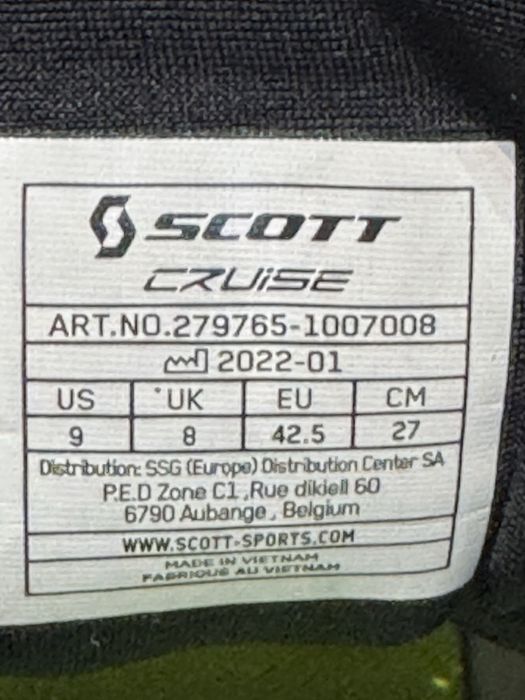 SCOTT
CRUiSE
ART.NO.279765-1007008
2022-01
US UK EU CM
9 8 42.5 27
Distribution: SSG (Europe) Distribution Center SA
P.E.D Zone C1 ,Rue dikiell 60
6790 Aubange , Belgium
WWW.SCOTT-SPORTS.COM
MADE IN VIETNAM
FABRIQUÉ AU VIETNAM